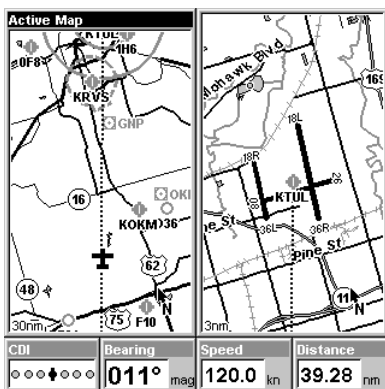 Active Map
KTUL
1H6
0F8
KRVS
GNP
16
OKI
KOKM
36
62
48
N
75
F10
30nm
Mohawk Blvd
169
18L
18R
26
08
KTUL
36L
36R
Pine St
11
N
3nm
CDI
Bearing
Speed
Distance
011° mag
120.0 kn
39.28 nm